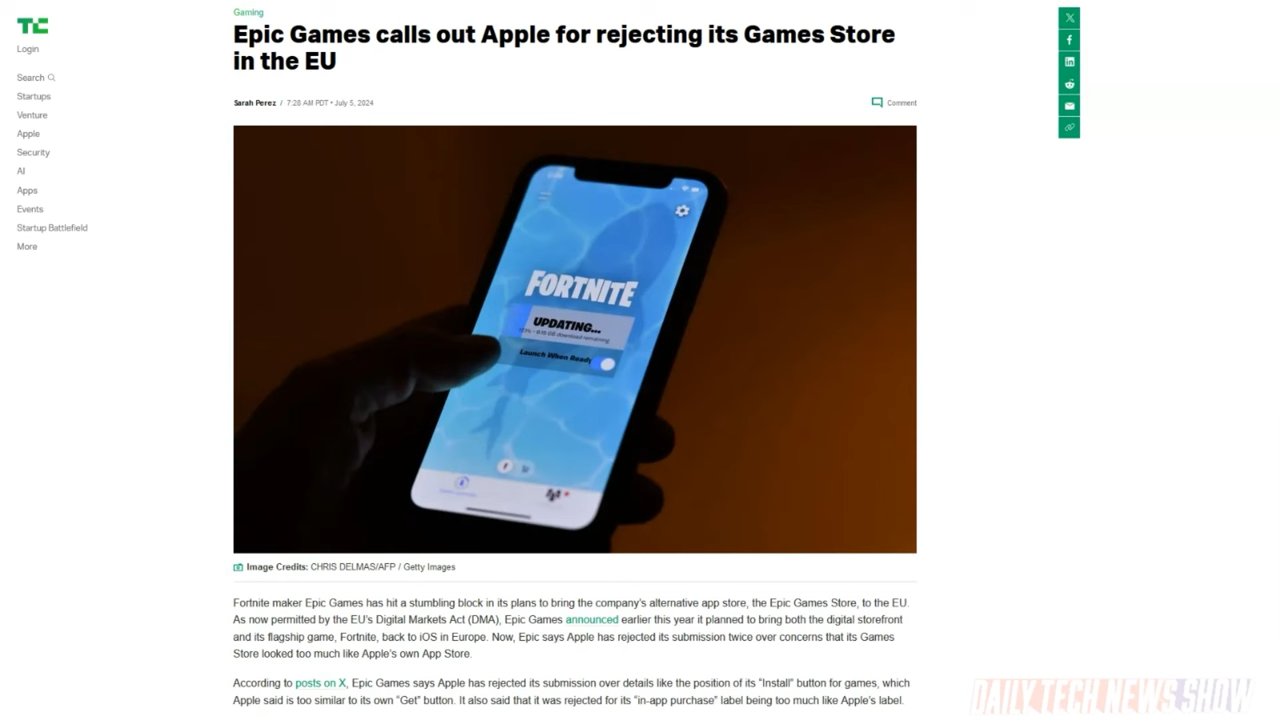 TC
Login
Search
Startups
Venture
Apple
Security
AI
Apps
Events
Startup Battlefield
More
Gaming
Epic Games calls out Apple for rejecting its Games Store
in the EU
Sarah Perez / 7:28 AM PDT • July 5, 2024
Comment
FORTNITE
UPDATING...
download remaining
Launch When Ready
Image Credits: CHRIS DELMAS/AFP / Getty Images
Fortnite maker Epic Games has hit a stumbling block in its plans to bring the company's alternative app store, the Epic Games Store, to the EU.
As now permitted by the EU's Digital Markets Act (DMA), Epic Games announced earlier this year it planned to bring both the digital storefront
and its flagship game, Fortnite, back to iOS in Europe. Now, Epic says Apple has rejected its submission twice over concerns that its Games
Store looked too much like Apple's own App Store.
According to posts on X, Epic Games says Apple has rejected its submission over details like the position of its "Install" button for games, which
Apple said is too similar to its own "Get" button. It also said that it was rejected for its "in-app purchase" label being too much like Apple's label.
DAILY TECH NEWS SHOW